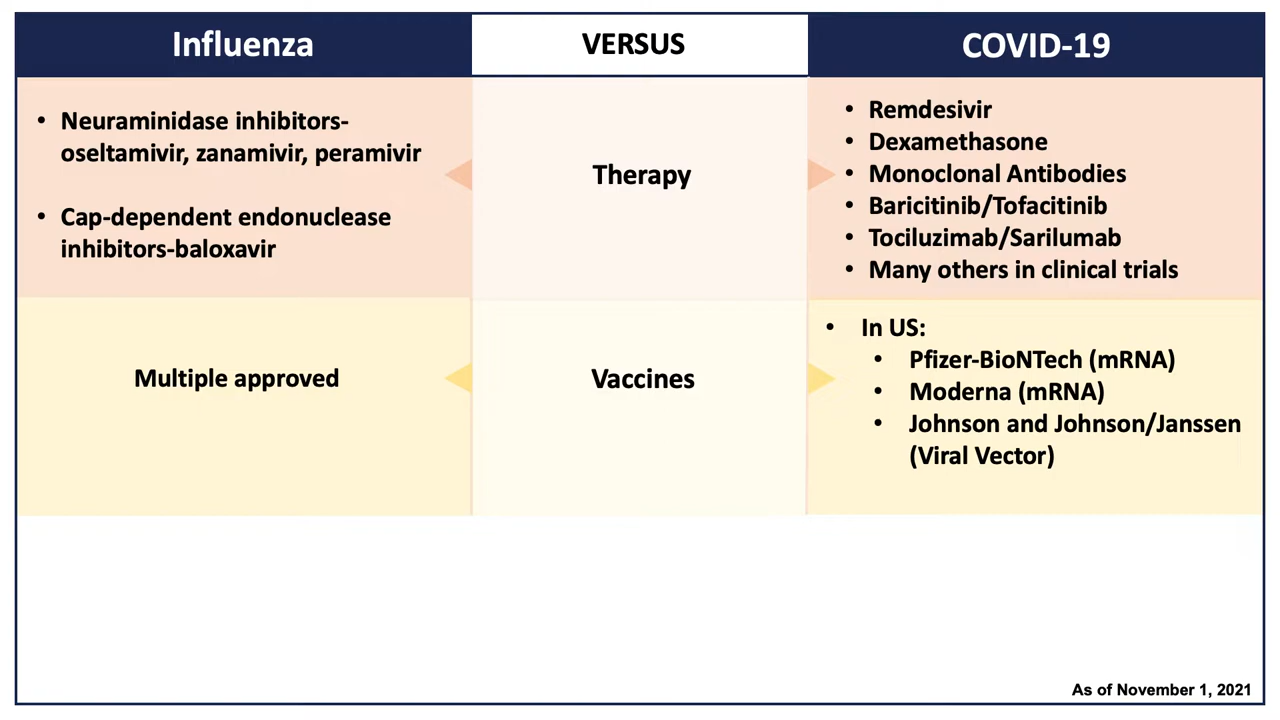 Influenza
VERSUS
COVID-19
• Neuraminidase inhibitors-
oseltamivir, zanamivir, peramivir
• Cap-dependent endonuclease
inhibitors-baloxavir
Therapy
• Remdesivir
• Dexamethasone
• Monoclonal Antibodies
• Baricitinib/Tofacitinib
• Tociluzimab/Sarilumab
• Many others in clinical trials
Multiple approved
Vaccines
• In US:
• Pfizer-BioNTech (mRNA)
• Moderna (mRNA)
• Johnson and Johnson/Janssen
(Viral Vector)
As of November 1, 2021